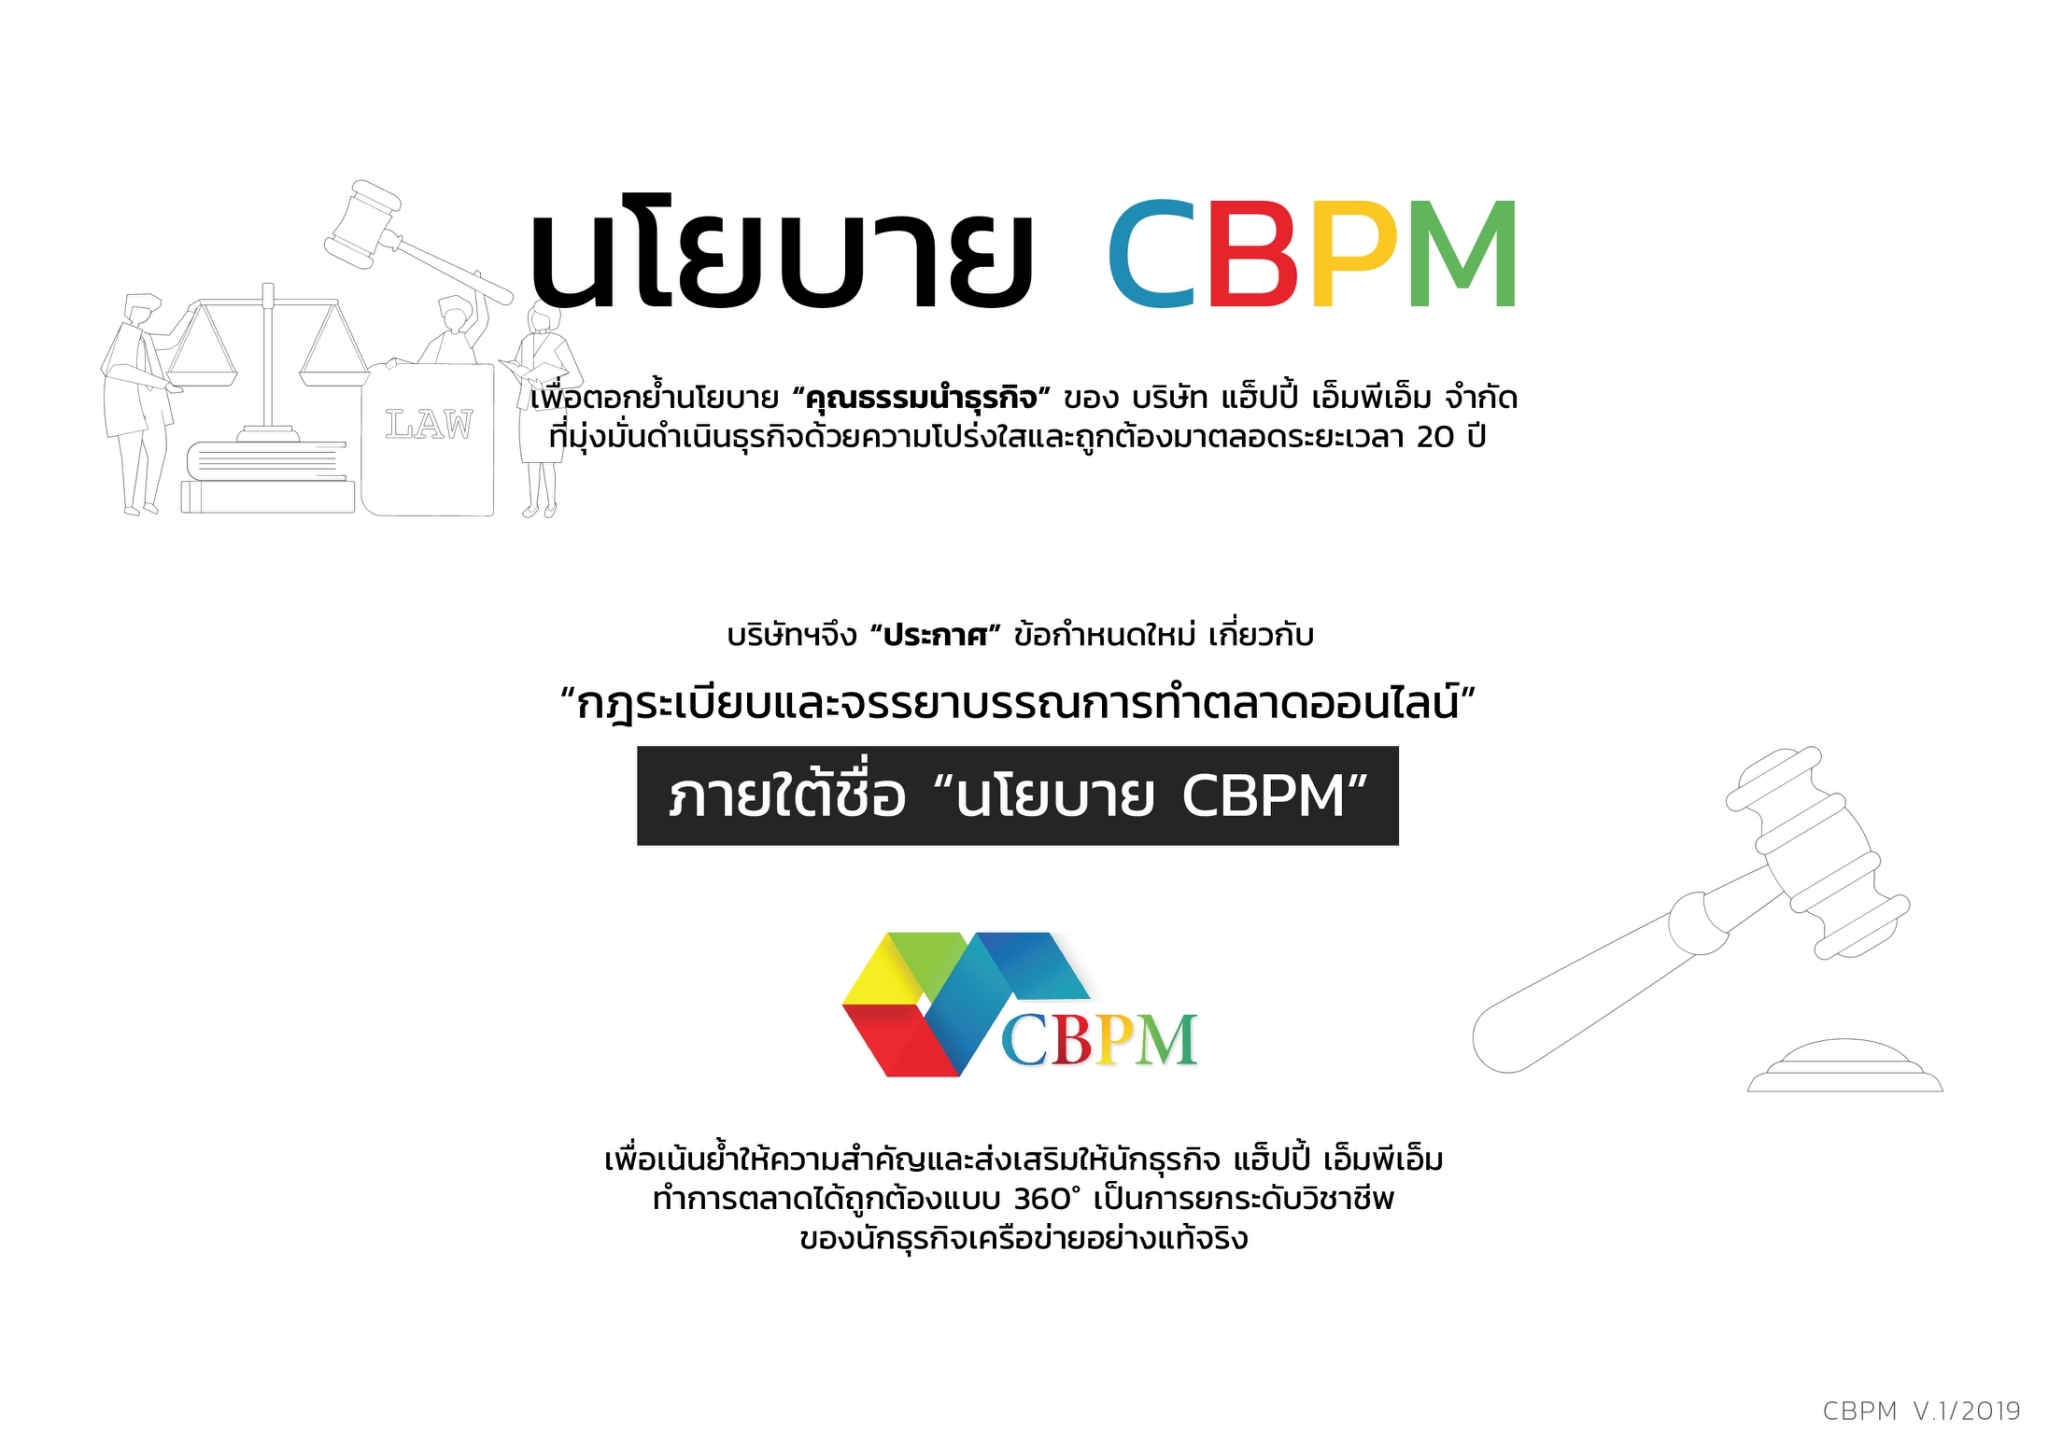 นโยบาย CBPM
LAW
เพื่อตอกย้ำนโยบาย “คุณธรรมนำธุรกิจ” ของ บริษัท แฮ็ปปี้ เอ็มพีเอ็ม จำกัด
ที่มุ่งมั่นดำเนินธุรกิจด้วยความโปร่งใสและถูกต้องมาตลอดระยะเวลา 20 ปี
บริษัทฯจึง “ประกาศ” ข้อกำหนดใหม่ เกี่ยวกับ
“กฎระเบียบและจรรยาบรรณการทำตลาดออนไลน์”
ภายใต้ชื่อ “นโยบาย CBPM”
CBPM
เพื่อเน้นย้ำให้ความสำคัญและส่งเสริมให้นักธุรกิจ แฮ็ปปี้ เอ็มพีเอ็ม
ทำการตลาดได้ถูกต้องแบบ 360° เป็นการยกระดับวิชาชีพ
ของนักธุรกิจเครือข่ายอย่างแท้จริง
CBPM V.1/2019